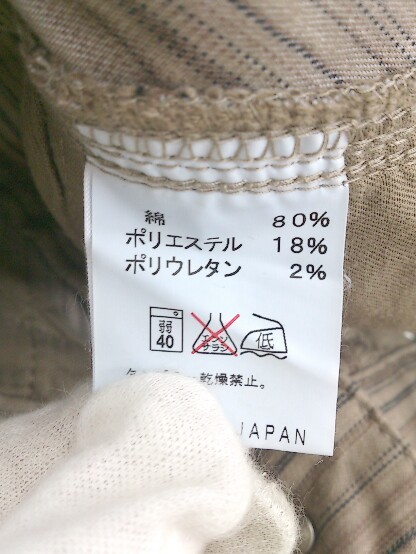 綿 80%
ポリエステル 18%
ポリウレタン 2%
弱 40 エンソ サラシ 低
乾燥禁止。
JAPAN